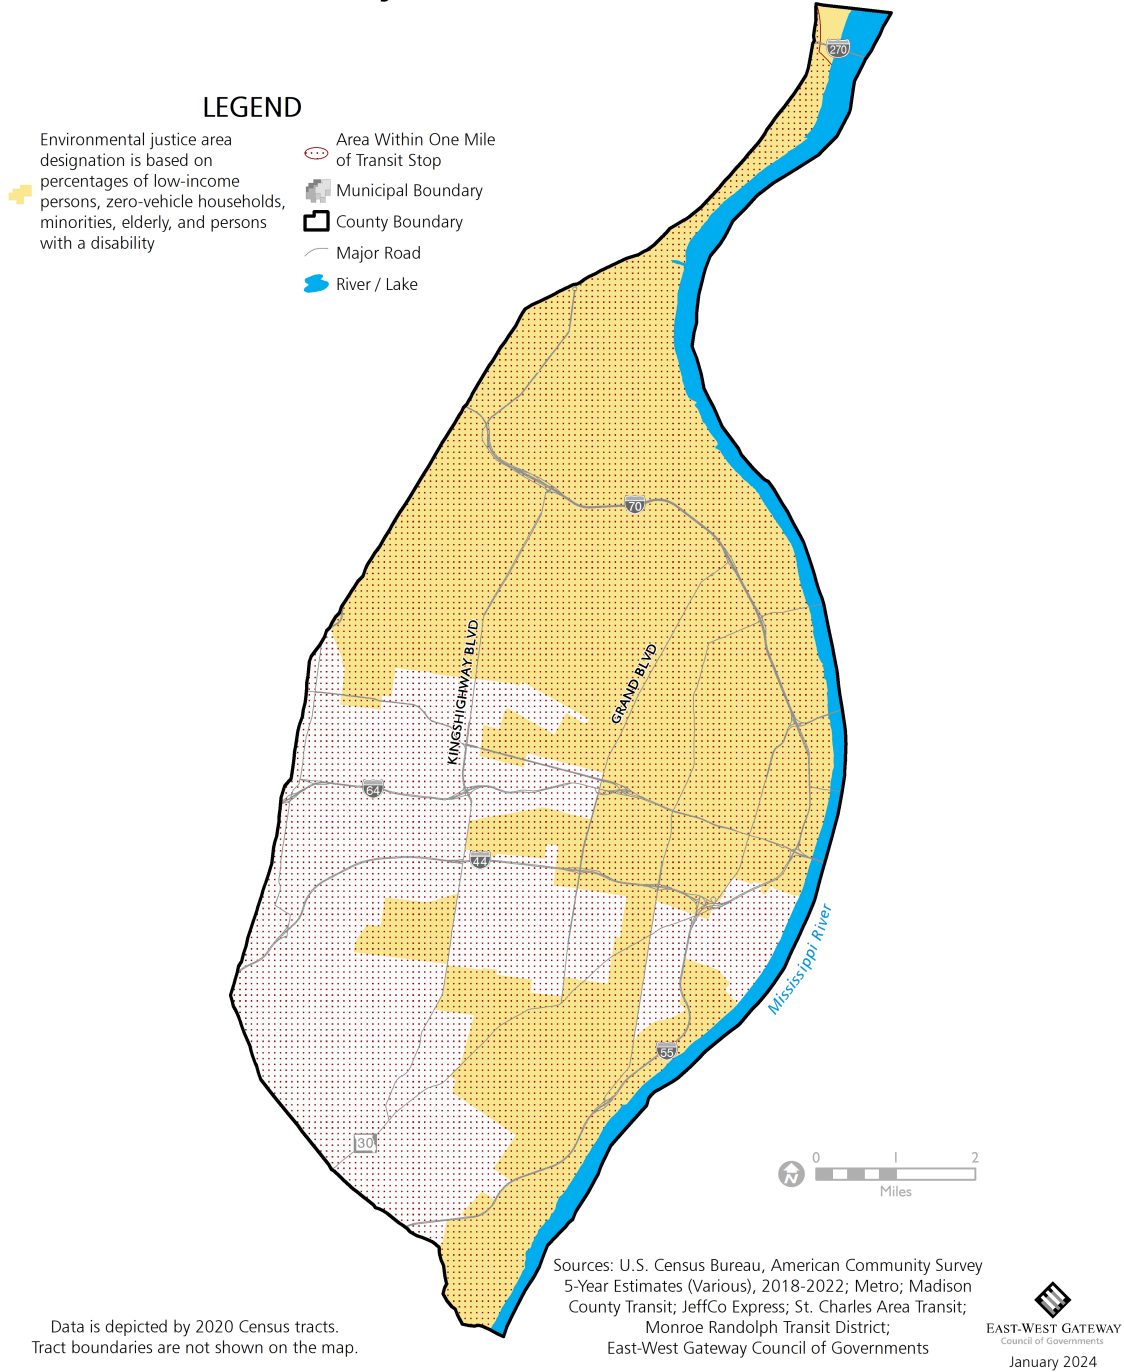 LEGEND
Environmental justice area
designation is based on
percentages of low-income
persons, zero-vehicle households,
minorities, elderly, and persons
with a disability
Area Within One Mile
of Transit Stop
Municipal Boundary
County Boundary
Major Road
River / Lake
270
70
KINGSHIGHWAY BLVD
GRAND BLVD
64
44
Mississippi River
55
30
N
0 1 2
Miles
Sources: U.S. Census Bureau, American Community Survey
5-Year Estimates (Various), 2018-2022; Metro; Madison
County Transit; JeffCo Express; St. Charles Area Transit;
Monroe Randolph Transit District;
East-West Gateway Council of Governments
Data is depicted by 2020 Census tracts.
Tract boundaries are not shown on the map.
EAST-WEST GATEWAY
Council of Governments
January 2024